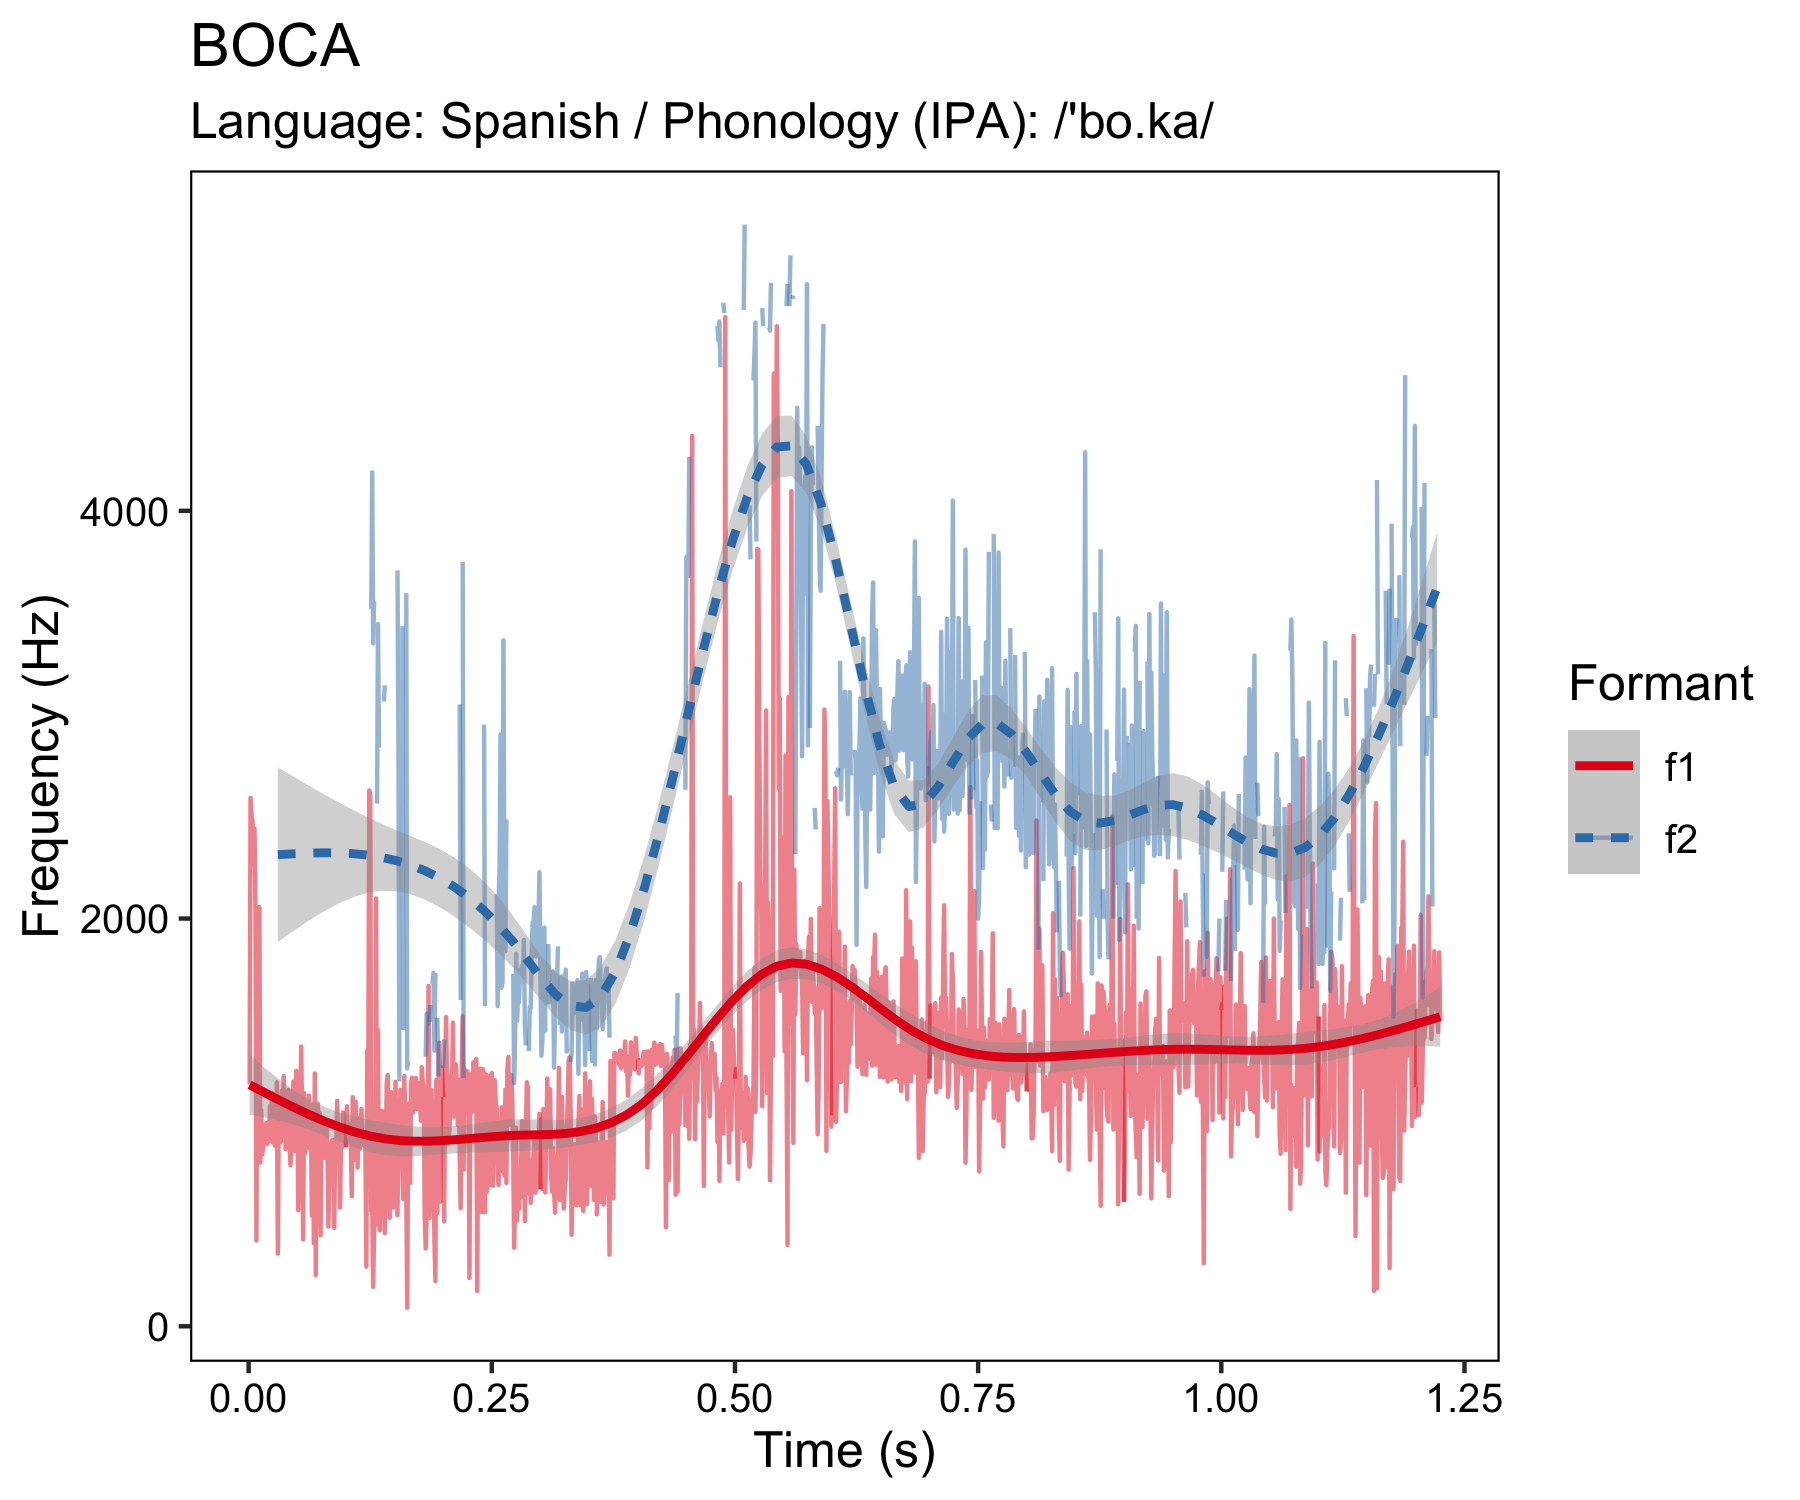 BOCA
Language: Spanish / Phonology (IPA): /'bo.ka/
Frequency (Hz)
4000
2000
0
0.00 0.25 0.50 0.75 1.00 1.25
Time (s)
Formant
f1
f2